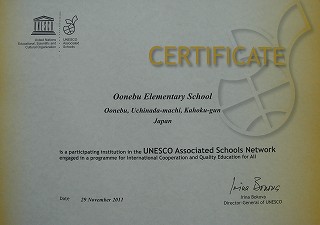 CERTIFICATE
United Nations
Educational, Scientific and
Cultural Organization
UNESCO
Associated
Schools
Oonebu Elementary School
Oonebu, Uchinada-machi, Kahoku-gun
Japan
is a participating institution in the UNESCO Associated Schools Network
engaged in a programme for International Cooperation and Quality Education for All
Date 29 November 2011
Irina Bokova
Irina Bokova
Director-General of UNESCO